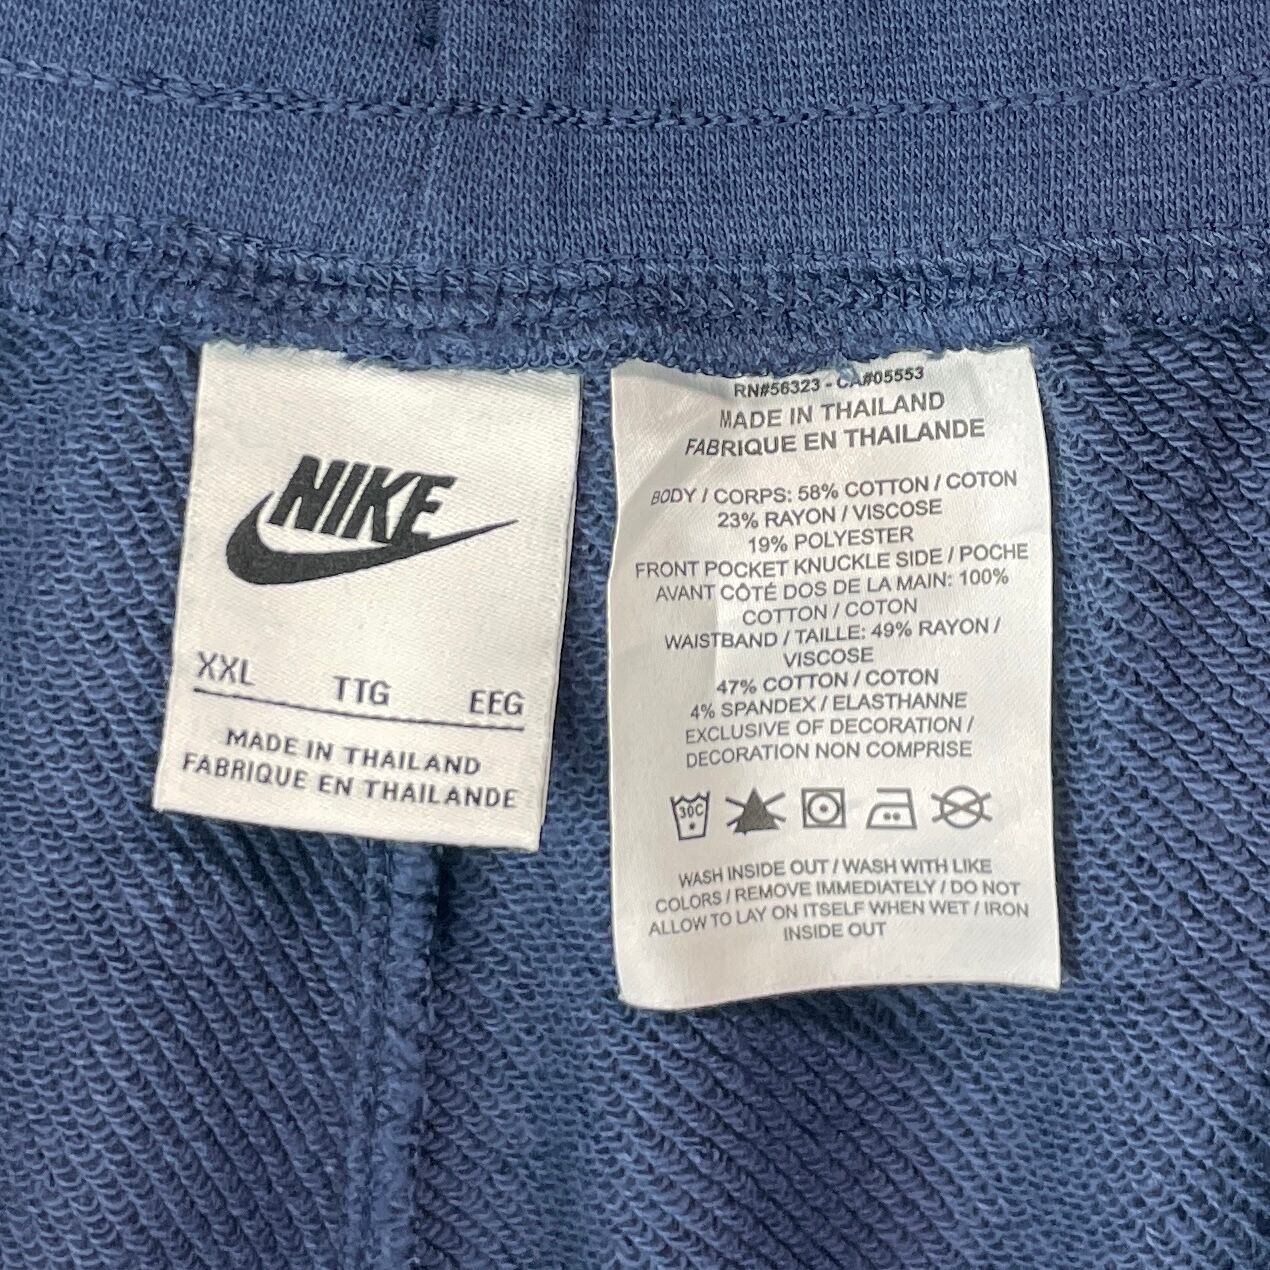 NIKE
XXL TTG EEG
MADE IN THAILAND
FABRIQUE EN THAILANDE
RN#56323 - CA#05553
MADE IN THAILAND
FABRIQUE EN THAILANDE
BODY / CORPS: 58% COTTON / COTON
23% RAYON / VISCOSE
19% POLYESTER
FRONT POCKET KNUCKLE SIDE / POCHE
AVANT CÔTÉ DOS DE LA MAIN: 100%
COTTON / COTON
WAISTBAND / TAILLE: 49% RAYON /
VISCOSE
47% COTTON / COTON
4% SPANDEX / ELASTHANNE
EXCLUSIVE OF DECORATION /
DECORATION NON COMPRISE
30C
WASH INSIDE OUT / WASH WITH LIKE
COLORS / REMOVE IMMEDIATELY / DO NOT
ALLOW TO LAY ON ITSELF WHEN WET / IRON
INSIDE OUT